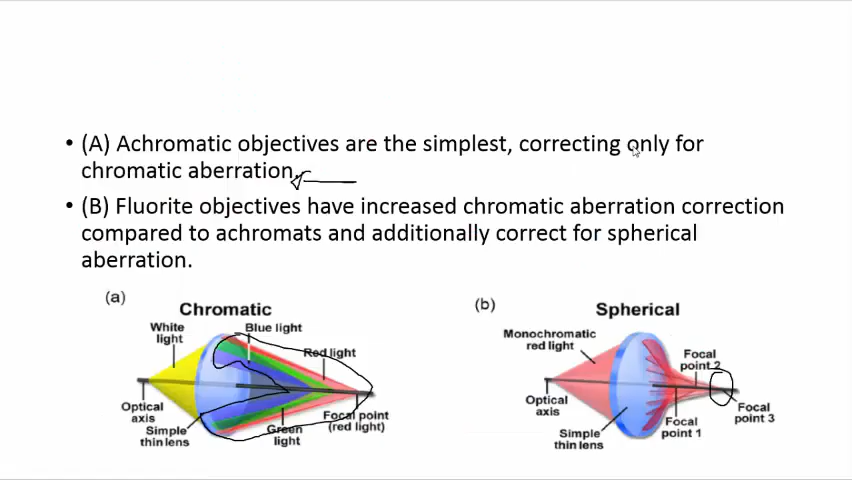 • (A) Achromatic objectives are the simplest, correcting only for
chromatic aberration.
• (B) Fluorite objectives have increased chromatic aberration correction
compared to achromats and additionally correct for spherical
aberration.
(a)
Chromatic
White
light
Blue light
Red light
Optical
axis
Simple
thin lens
Green
light
Focal point
(red light)
(b)
Spherical
Monochromatic
red light
Focal
point 2
Optical
axis
Simple
thin lens
Focal
point 1
Focal
point 3